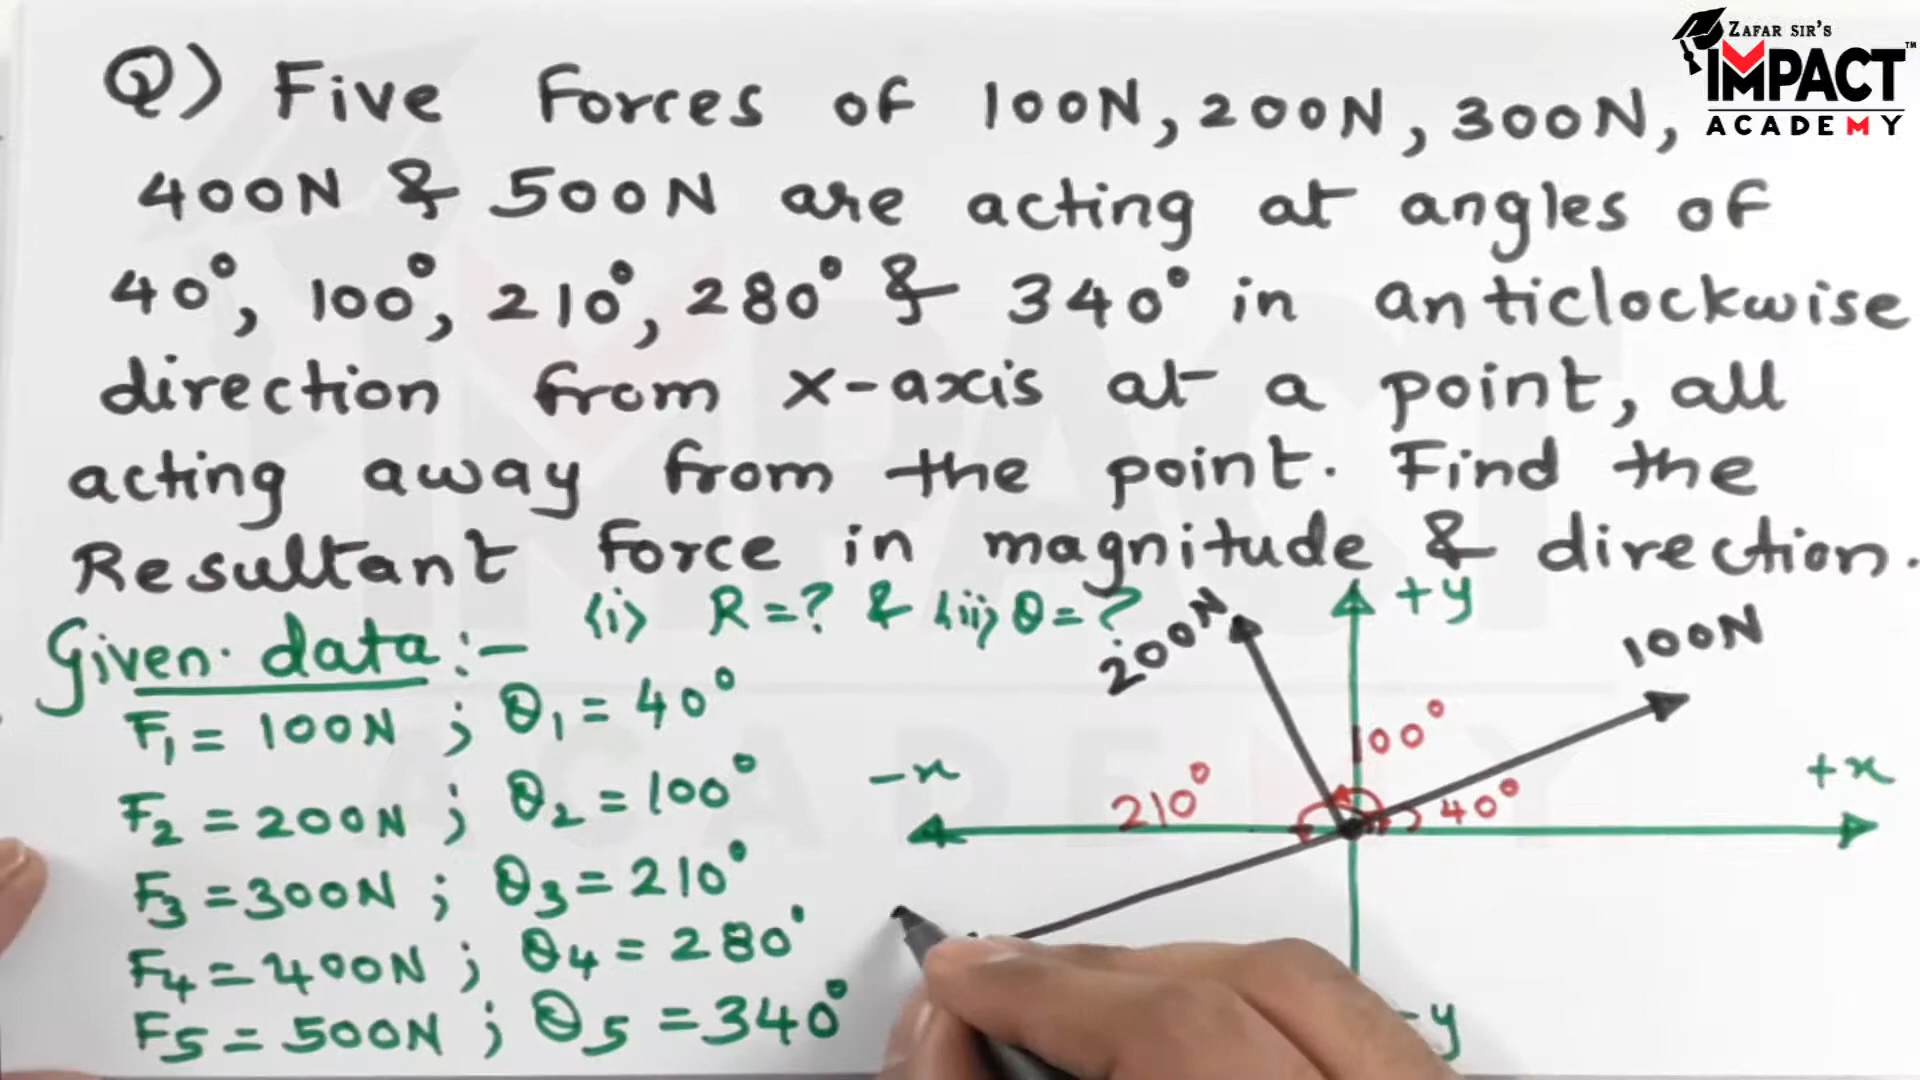 ZAFAR SIR'S
IMPACT™
ACADEMY
Q) Five Forces of 100N, 200N, 300N,
400N & 500N are acting at angles of
40°, 100°, 210°, 280° & 340° in anticlockwise
direction from x-axis at a point, all
acting away from the point. Find the
Resultant Force in magnitude & direction.
Given data :- (i) R = ? & (ii) θ = ?
F₁ = 100N ; θ₁ = 40°
F₂ = 200N ; θ₂ = 100°
F₃ = 300N ; θ₃ = 210°
F₄ = 400N ; θ₄ = 280°
F₅ = 500N ; θ₅ = 340°
200N
+y
100N
100°
-x
+x
210°
40°
-y
IMPACT
ACADEMY